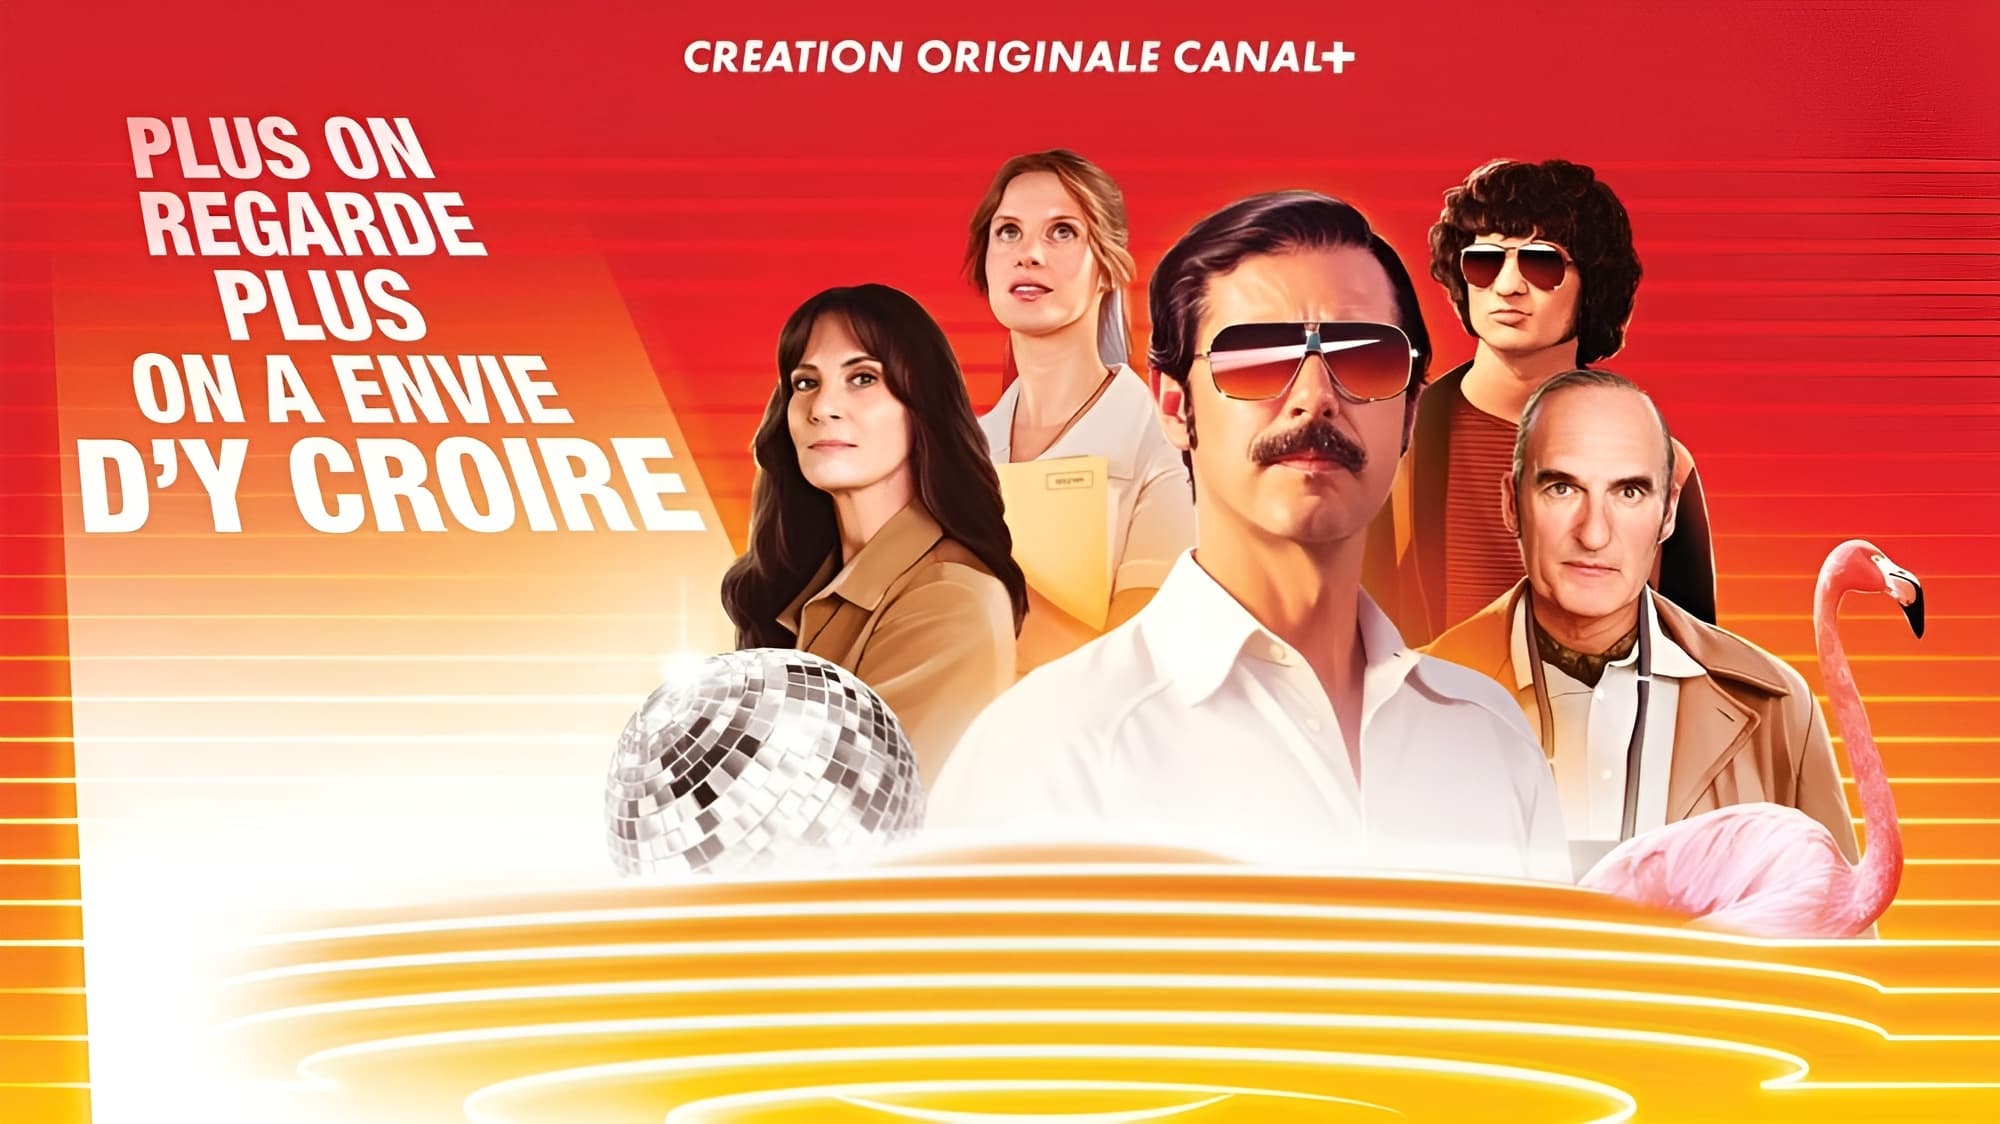 CREATION ORIGINALE CANAL+
PLUS ON
REGARDE
PLUS
ON A ENVIE
D'Y CROIRE